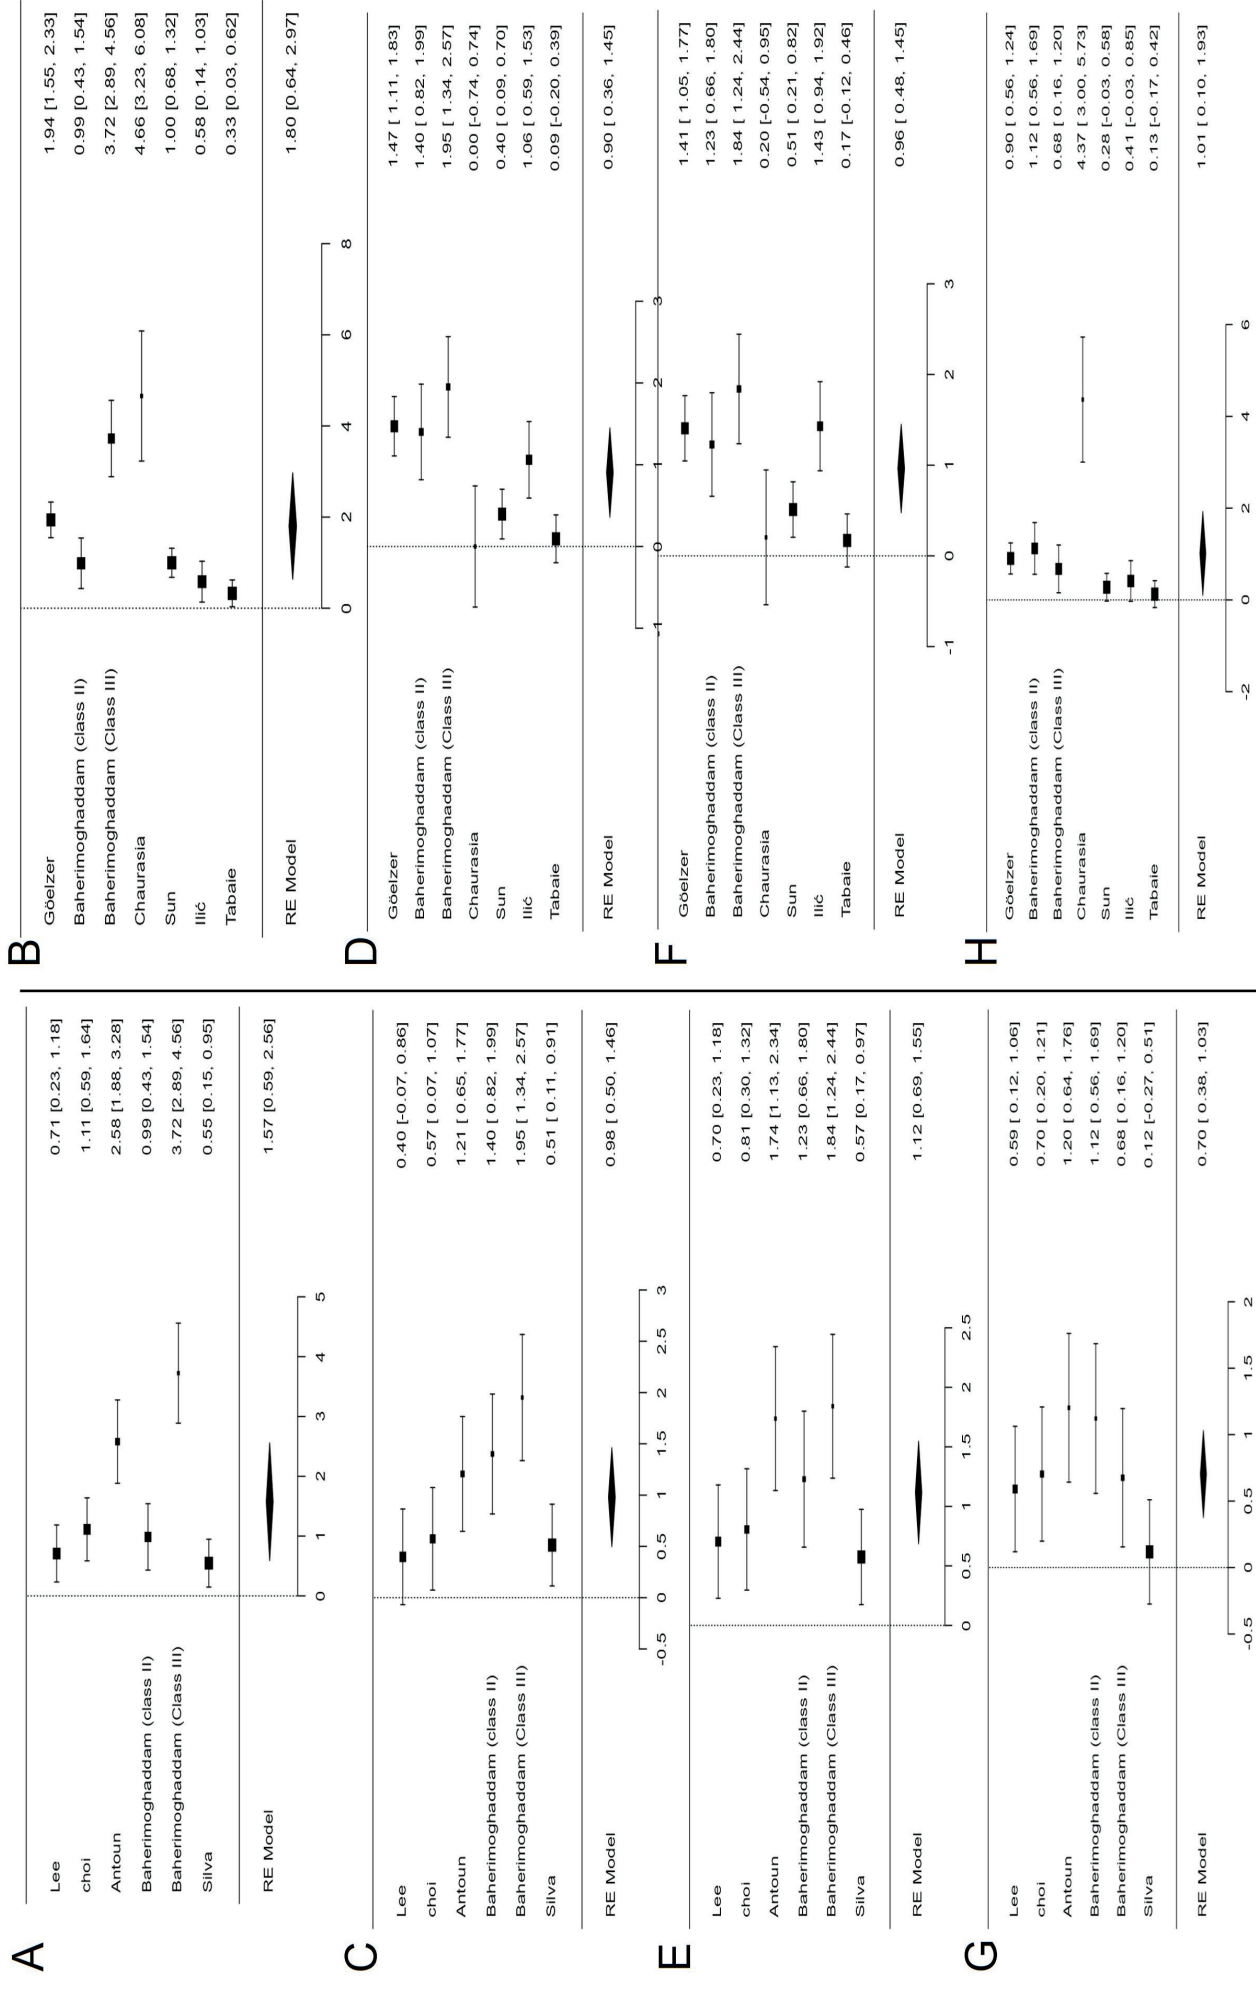 A
Lee 0.71 [0.23, 1.18]
choi 1.11 [0.59, 1.64]
Antoun 2.58 [1.88, 3.28]
Baherimoghaddam (class II) 0.99 [0.43, 1.54]
Baherimoghaddam (Class III) 3.72 [2.89, 4.56]
Silva 0.55 [0.15, 0.95]
RE Model 1.57 [0.59, 2.56]
0 1 2 3 4 5
B
Göelzer 1.94 [1.55, 2.33]
Baherimoghaddam (class II) 0.99 [0.43, 1.54]
Baherimoghaddam (Class III) 3.72 [2.89, 4.56]
Chaurasia 4.66 [3.23, 6.08]
Sun 1.00 [0.68, 1.32]
Ilić 0.58 [0.14, 1.03]
Tabaie 0.33 [0.03, 0.62]
RE Model 1.80 [0.64, 2.97]
0 2 4 6 8
C
Lee 0.40 [-0.07, 0.86]
choi 0.57 [ 0.07, 1.07]
Antoun 1.21 [ 0.65, 1.77]
Baherimoghaddam (class II) 1.40 [ 0.82, 1.99]
Baherimoghaddam (Class III) 1.95 [ 1.34, 2.57]
Silva 0.51 [ 0.11, 0.91]
RE Model 0.98 [ 0.50, 1.46]
-0.5 0 0.5 1 1.5 2 2.5 3
D
Göelzer 1.47 [ 1.11, 1.83]
Baherimoghaddam (class II) 1.40 [ 0.82, 1.99]
Baherimoghaddam (Class III) 1.95 [ 1.34, 2.57]
Chaurasia 0.00 [-0.74, 0.74]
Sun 0.40 [ 0.09, 0.70]
Ilić 1.06 [ 0.59, 1.53]
Tabaie 0.09 [-0.20, 0.39]
RE Model 0.90 [ 0.36, 1.45]
-1 0 1 2 3
E
Lee 0.70 [0.23, 1.18]
choi 0.81 [0.30, 1.32]
Antoun 1.74 [1.13, 2.34]
Baherimoghaddam (class II) 1.23 [0.66, 1.80]
Baherimoghaddam (Class III) 1.84 [1.24, 2.44]
Silva 0.57 [0.17, 0.97]
RE Model 1.12 [0.69, 1.55]
0 0.5 1 1.5 2 2.5
F
Göelzer 1.41 [ 1.05, 1.77]
Baherimoghaddam (class II) 1.23 [ 0.66, 1.80]
Baherimoghaddam (Class III) 1.84 [ 1.24, 2.44]
Chaurasia 0.20 [-0.54, 0.95]
Sun 0.51 [ 0.21, 0.82]
Ilić 1.43 [ 0.94, 1.92]
Tabaie 0.17 [-0.12, 0.46]
RE Model 0.96 [ 0.48, 1.45]
-1 0 1 2 3
G
Lee 0.59 [ 0.12, 1.06]
choi 0.70 [ 0.20, 1.21]
Antoun 1.20 [ 0.64, 1.76]
Baherimoghaddam (class II) 1.12 [ 0.56, 1.69]
Baherimoghaddam (Class III) 0.68 [ 0.16, 1.20]
Silva 0.12 [-0.27, 0.51]
RE Model 0.70 [ 0.38, 1.03]
-0.5 0 0.5 1 1.5 2
H
Göelzer 0.90 [ 0.56, 1.24]
Baherimoghaddam (class II) 1.12 [ 0.56, 1.69]
Baherimoghaddam (Class III) 0.68 [ 0.16, 1.20]
Chaurasia 4.37 [ 3.00, 5.73]
Sun 0.28 [-0.03, 0.58]
Ilić 0.41 [-0.03, 0.85]
Tabaie 0.13 [-0.17, 0.42]
RE Model 1.01 [ 0.10, 1.93]
-2 0 2 4 6